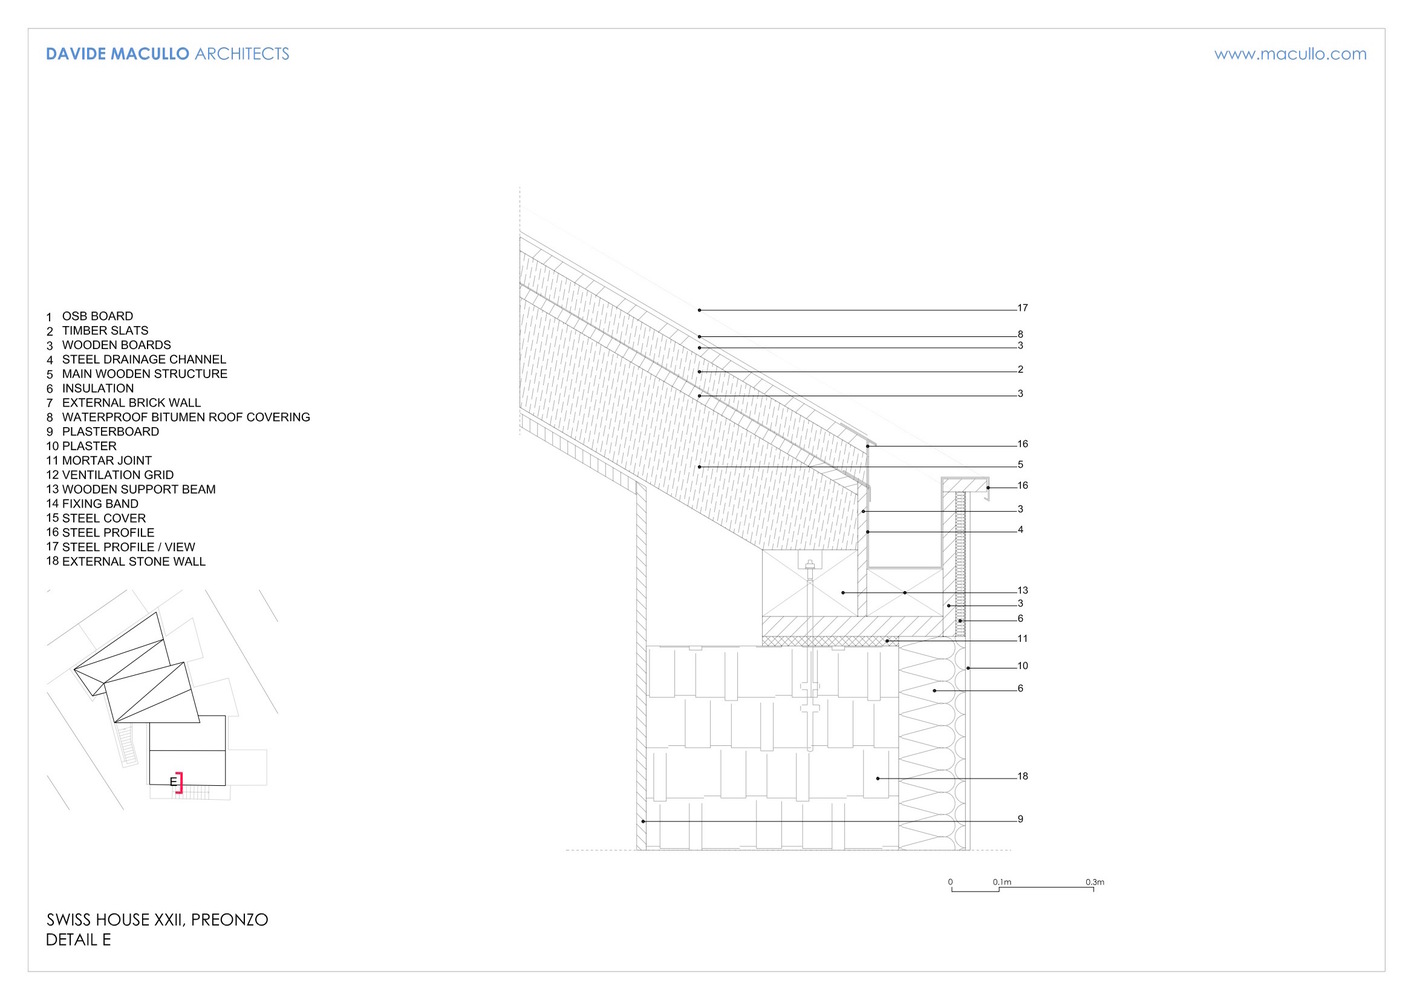 DAVIDE MACULLO ARCHITECTS
www.macullo.com
1 OSB BOARD
2 TIMBER SLATS
3 WOODEN BOARDS
4 STEEL DRAINAGE CHANNEL
5 MAIN WOODEN STRUCTURE
6 INSULATION
7 EXTERNAL BRICK WALL
8 WATERPROOF BITUMEN ROOF COVERING
9 PLASTERBOARD
10 PLASTER
11 MORTAR JOINT
12 VENTILATION GRID
13 WOODEN SUPPORT BEAM
14 FIXING BAND
15 STEEL COVER
16 STEEL PROFILE
17 STEEL PROFILE / VIEW
18 EXTERNAL STONE WALL
E
17
8
3
2
3
16
5
16
3
4
13
3
6
11
10
6
18
9
0 0.1m 0.3m
SWISS HOUSE XXII, PREONZO
DETAIL E